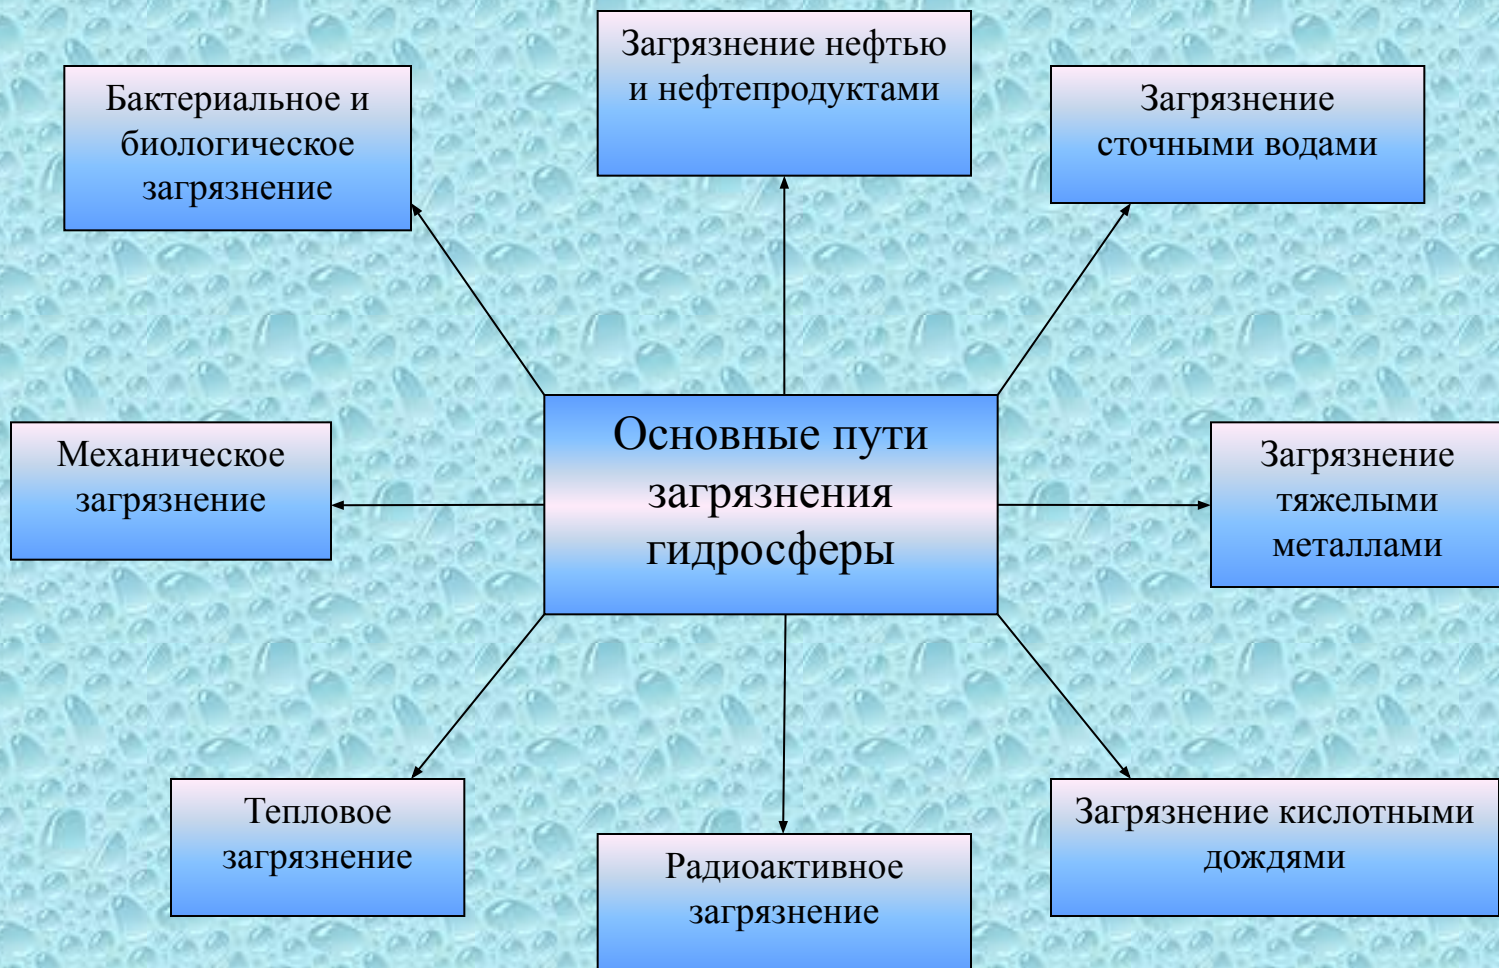 Загрязнение нефтью
и нефтепродуктами
Бактериальное и
биологическое
загрязнение
Загрязнение
сточными водами
Механическое
загрязнение
Основные пути
загрязнения
гидросферы
Загрязнение
тяжелыми
металлами
Тепловое
загрязнение
Радиоактивное
загрязнение
Загрязнение кислотными
дождями